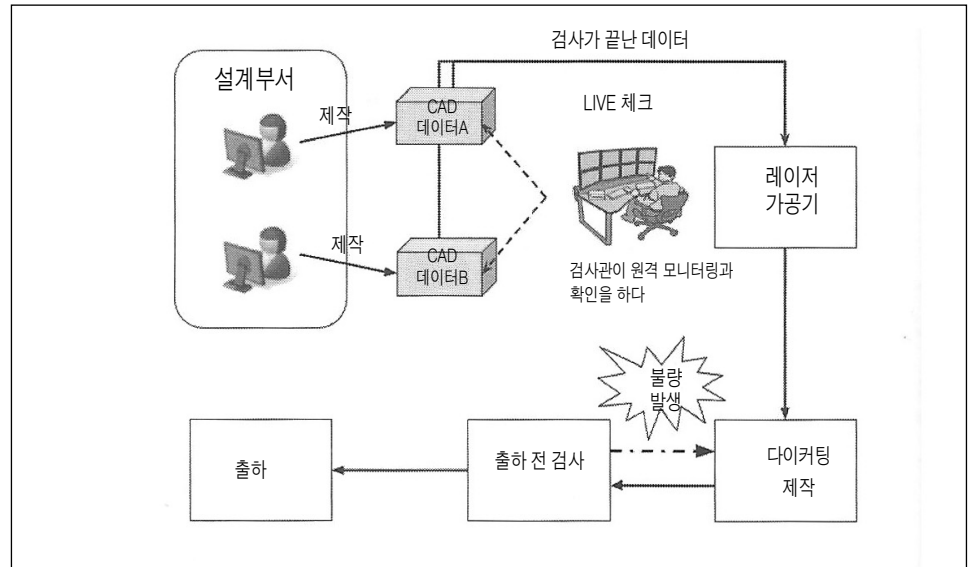 검사가 끝난 데이터
설계부서
제작
CAD
데이터A
LIVE 체크
레이저
가공기
제작
CAD
데이터B
검사관이 원격 모니터링과
확인을 하다
불량
발생
출하
출하 전 검사
다이커팅
제작